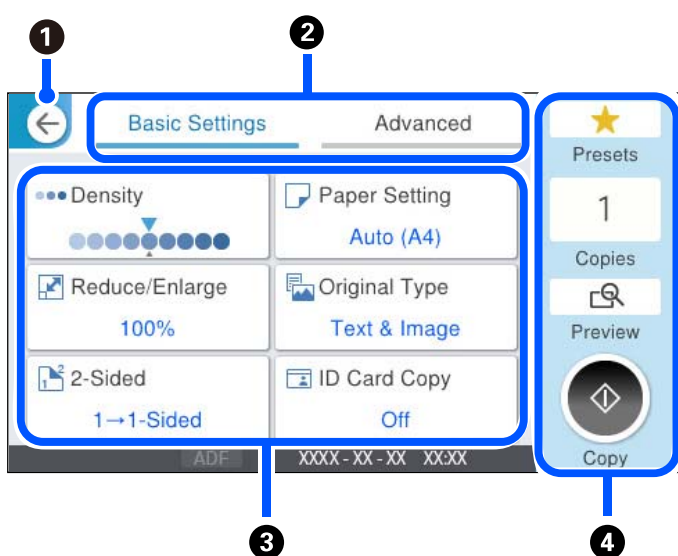 1
2
Basic Settings
Advanced
Presets
1
Copies
Preview
Copy
Density
Paper Setting
Auto (A4)
Reduce/Enlarge
100%
Original Type
Text & Image
1 2
2-Sided
1→1-Sided
ID Card Copy
Off
ADF
XXXX - XX - XX XX:XX
3
4